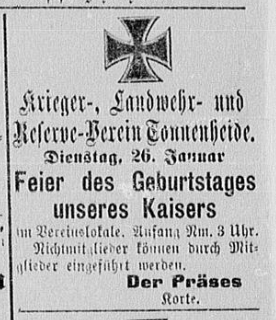 Krieger-, Landwehr- und
Reserve-Verein Tonnenheide.
Dienstag, 26. Januar
Feier des Geburtstages
unseres Kaisers
im Vereinslokale. Anfang Nm. 3 Uhr.
Nichtmitglieder können durch Mit-
glieder eingeführt werden.
Der Präses
Korte.